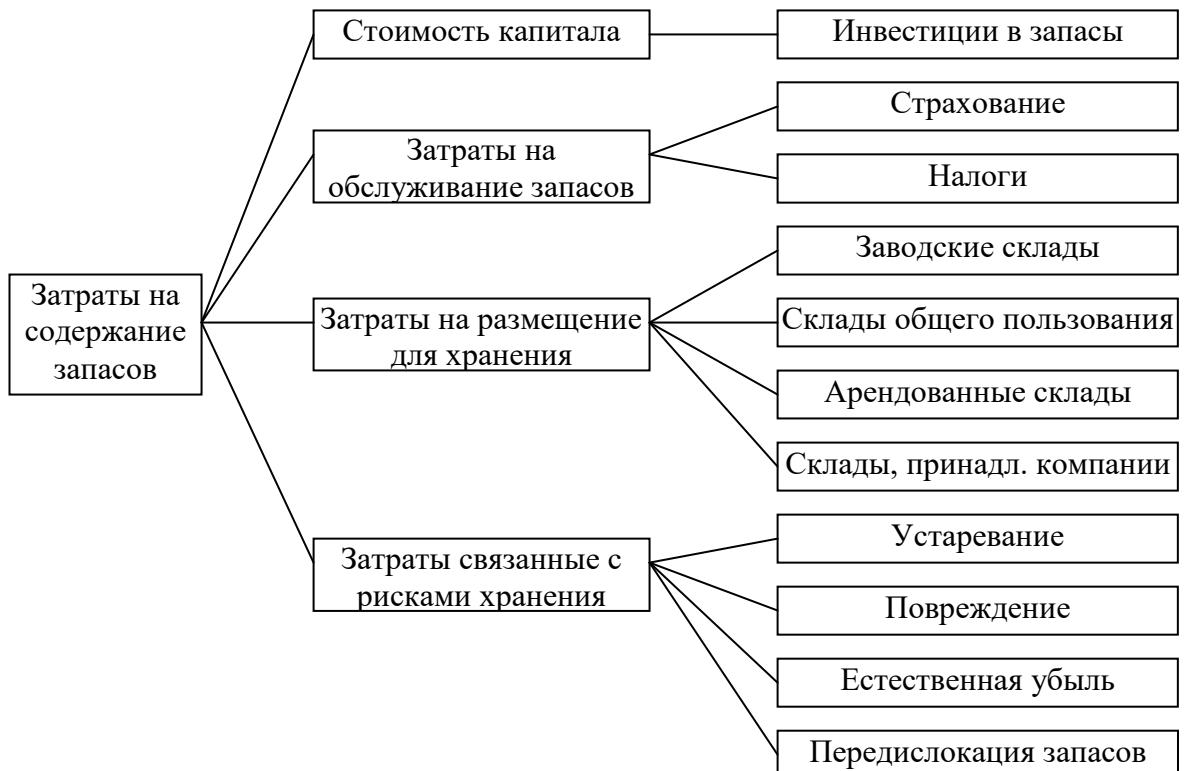 Затраты на
содержание
запасов
Стоимость капитала
Инвестиции в запасы
Затраты на
обслуживание запасов
Страхование
Налоги
Затраты на размещение
для хранения
Заводские склады
Склады общего пользования
Арендованные склады
Склады, принадл. компании
Затраты связанные с
рисками хранения
Устаревание
Повреждение
Естественная убыль
Передислокация запасов